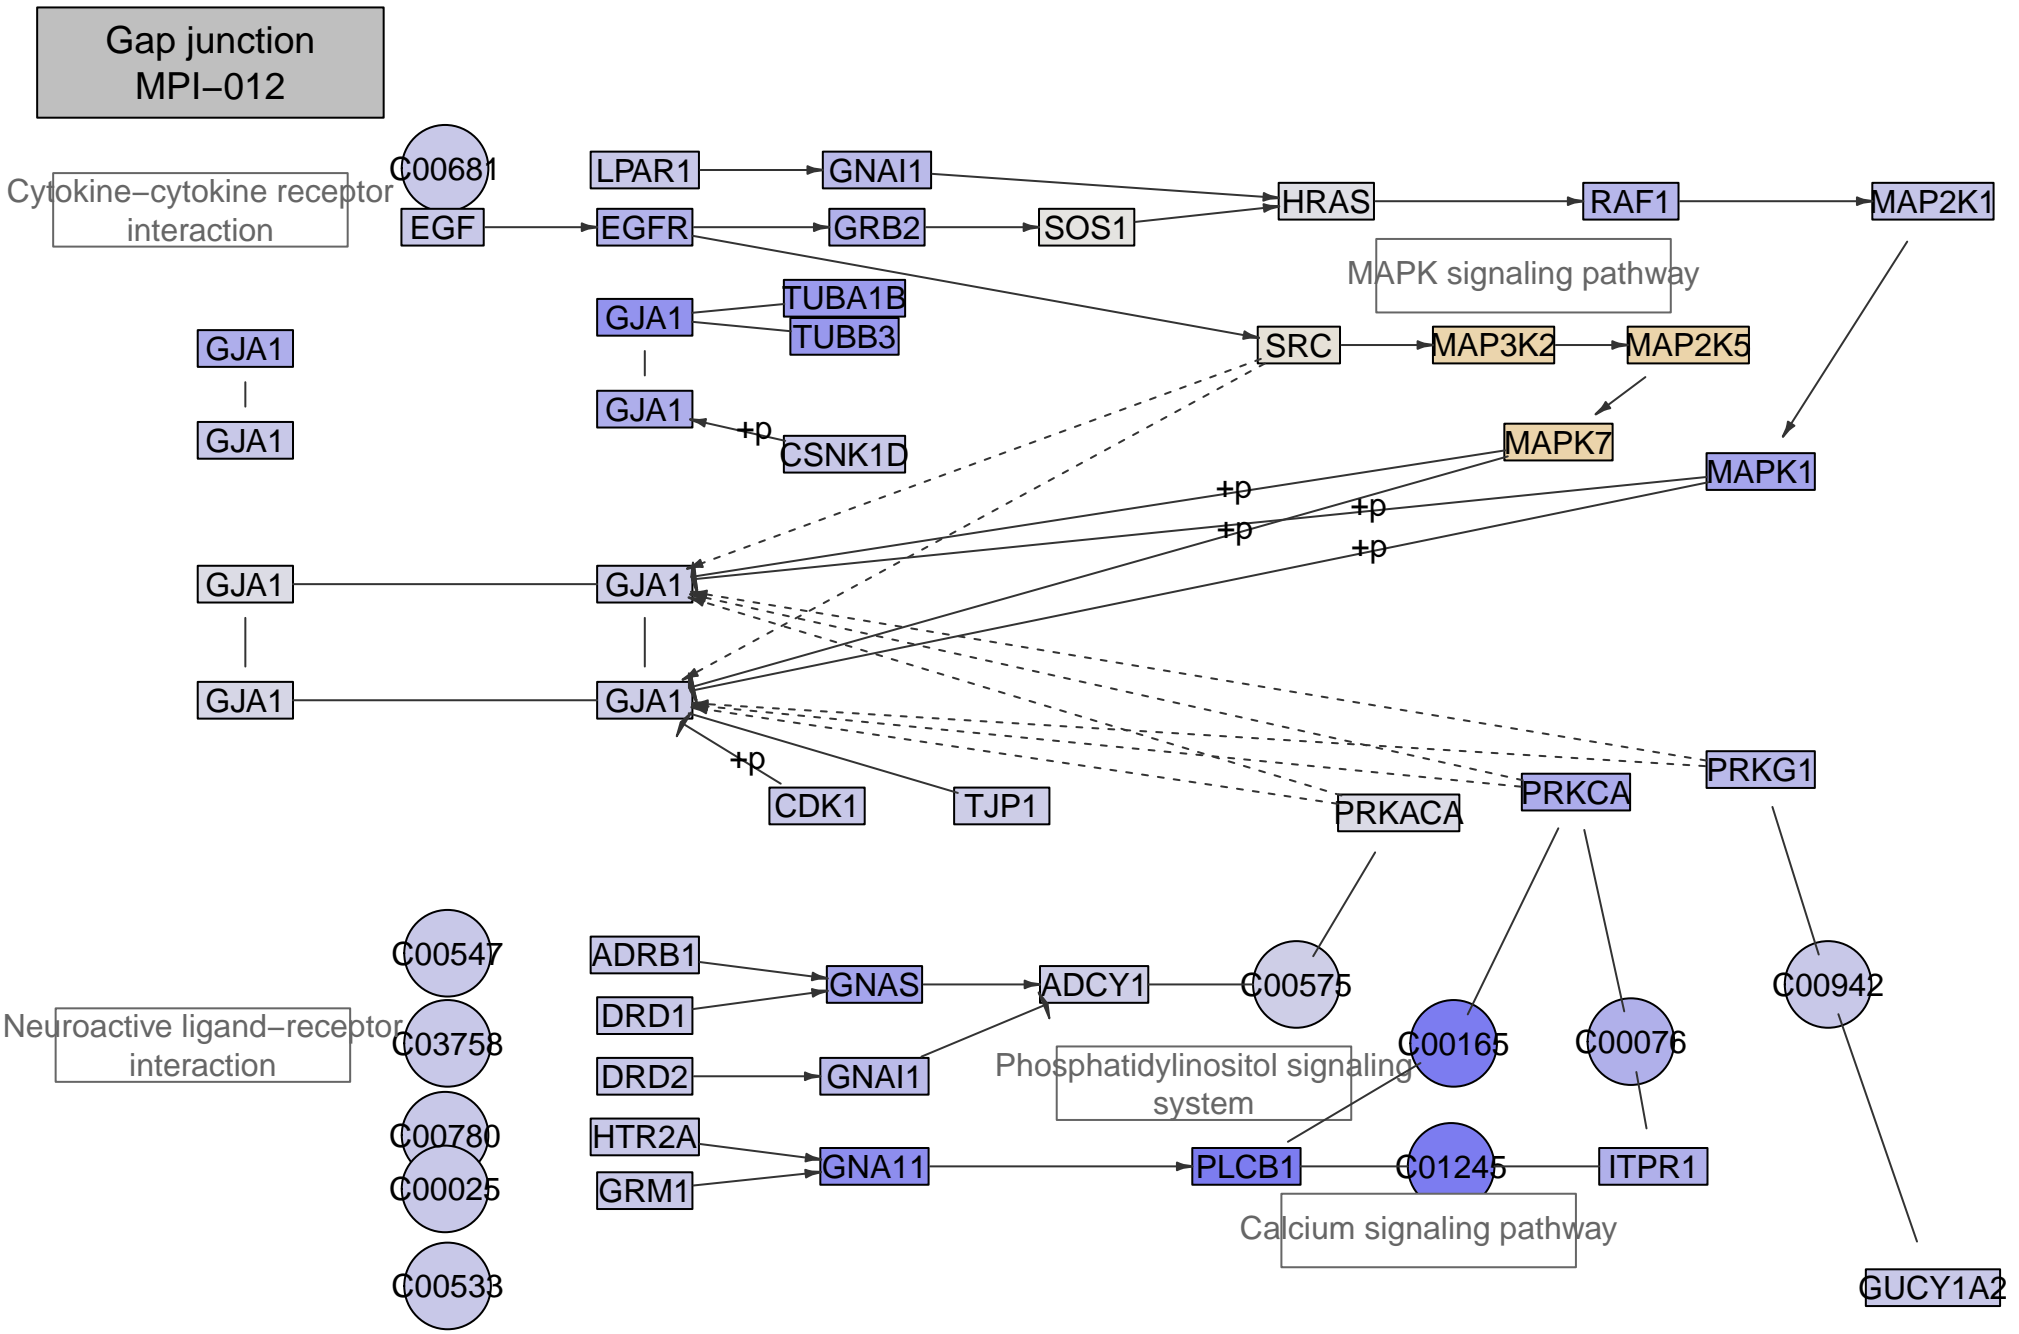 Gap junction
MPI−012
C00681
LPAR1
GNAI1
Cytokine−cytokine receptor
interaction
HRAS
RAF1
MAP2K1
EGF
EGFR
GRB2
SOS1
MAPK signaling pathway
TUBA1B
GJA1
TUBB3
GJA1
SRC
MAP3K2
MAP2K5
GJA1
+p
CSNK1D
GJA1
MAPK7
MAPK1
+p
+p
+p
+p
GJA1
GJA1
GJA1
GJA1
+p
CDK1
TJP1
PRKACA
PRKCA
PRKG1
C00547
ADRB1
GNAS
ADCY1
C00575
C00942
DRD1
Neuroactive ligand−receptor
interaction
C03758
C00165
C00076
DRD2
GNAI1
Phosphatidylinositol signaling
system
C00780
HTR2A
GNA11
PLCB1
C01245
ITPR1
C00025
GRM1
Calcium signaling pathway
C00533
GUCY1A2